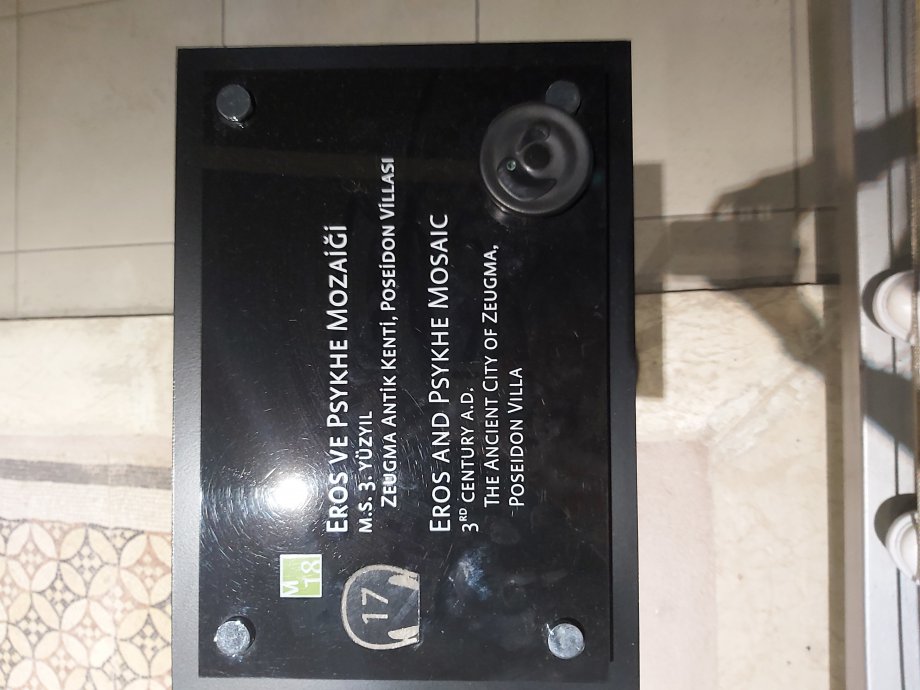 M
18
17
EROS VE PSYKHE MOZAİĞİ
M.S. 3. YÜZYIL
ZEUGMA ANTİK KENTİ, POSEİDON VİLLASI
EROS AND PSYKHE MOSAIC
3RD CENTURY A.D.
THE ANCIENT CITY OF ZEUGMA,
POSEIDON VILLA